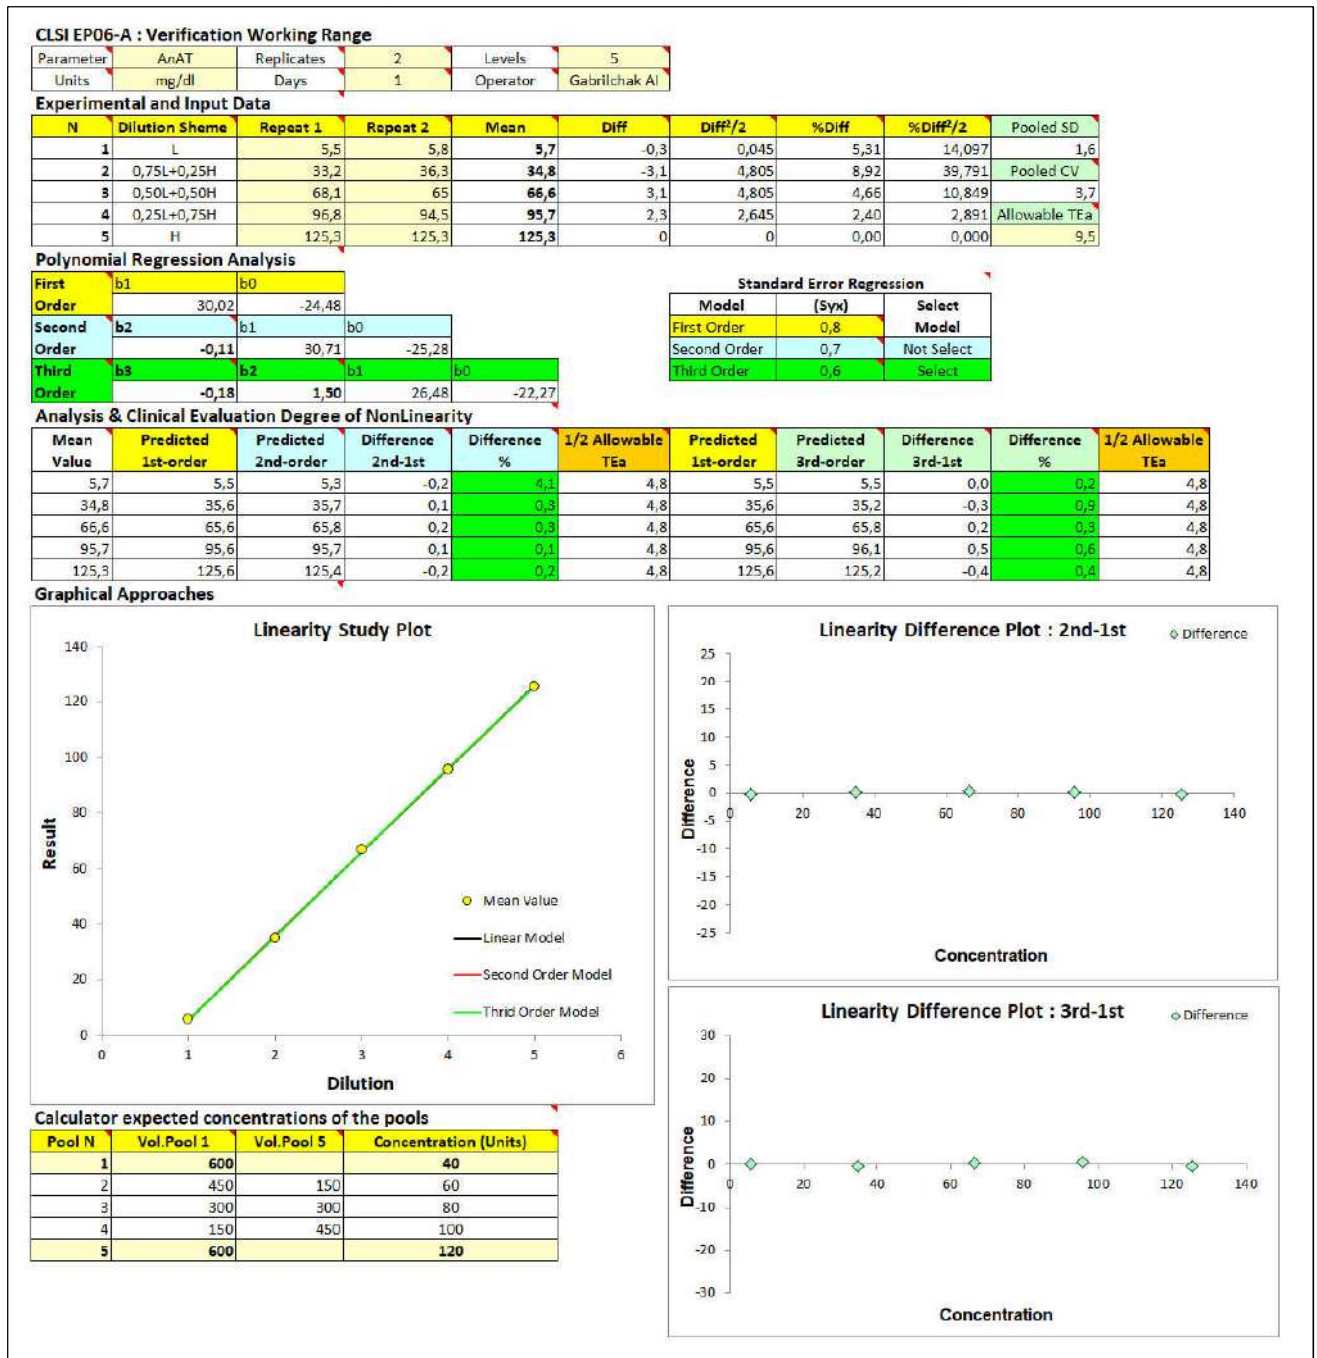 CLSI EP06-A : Verification Working Range
Parameter AnAT Replicates 2 Levels 5
Units mg/dl Days 1 Operator Gabrilchak Al
Experimental and Input Data
N Dilution Sheme Repeat 1 Repeat 2 Mean Diff Diff²/2 %Diff %Diff²/2 Pooled SD
1 L 5,5 5,8 5,7 -0,3 0,045 5,31 14,097 1,6
2 0,75L+0,25H 33,2 36,3 34,8 -3,1 4,805 8,92 39,791 Pooled CV
3 0,50L+0,50H 68,1 65 66,6 3,1 4,805 4,66 10,849 3,7
4 0,25L+0,75H 96,8 94,5 95,7 2,3 2,645 2,40 2,891 Allowable TEa
5 H 125,3 125,3 125,3 0 0 0,00 0,000 9,5
Polynomial Regression Analysis
First b1 b0
Order 30,02 -24,48
Second b2 b1 b0
Order -0,11 30,71 -25,28
Third b3 b2 b1 b0
Order -0,18 1,50 26,48 -22,27
Standard Error Regression
Model (Syx) Select
First Order 0,8 Model
Second Order 0,7 Not Select
Third Order 0,6 Select
Analysis & Clinical Evaluation Degree of NonLinearity
Mean Predicted Predicted Difference Difference 1/2 Allowable Predicted Predicted Difference Difference 1/2 Allowable
Value 1st-order 2nd-order 2nd-1st % TEa 1st-order 3rd-order 3rd-1st % TEa
5,7 5,5 5,3 -0,2 4,1 4,8 5,5 5,5 0,0 0,2 4,8
34,8 35,6 35,7 0,1 0,3 4,8 35,6 35,2 -0,3 0,9 4,8
66,6 65,6 65,8 0,2 0,3 4,8 65,6 65,8 0,2 0,3 4,8
95,7 95,6 95,7 0,1 0,1 4,8 95,6 96,1 0,5 0,6 4,8
125,3 125,6 125,4 -0,2 0,2 4,8 125,6 125,2 -0,4 0,4 4,8
Graphical Approaches
Linearity Study Plot
140
120
100
80
60
40
20
0
0 1 2 3 4 5 6
Result
Dilution
Mean Value
Linear Model
Second Order Model
Thrid Order Model
Linearity Difference Plot : 2nd-1st
Difference
25
20
15
10
5
0
-5
-10
-15
-20
-25
0 20 40 60 80 100 120 140
Difference
Concentration
Linearity Difference Plot : 3rd-1st
Difference
30
20
10
0
-10
-20
-30
0 20 40 60 80 100 120 140
Difference
Concentration
Calculator expected concentrations of the pools
Pool N Vol.Pool 1 Vol.Pool 5 Concentration (Units)
1 600 40
2 450 150 60
3 300 300 80
4 150 450 100
5 600 120